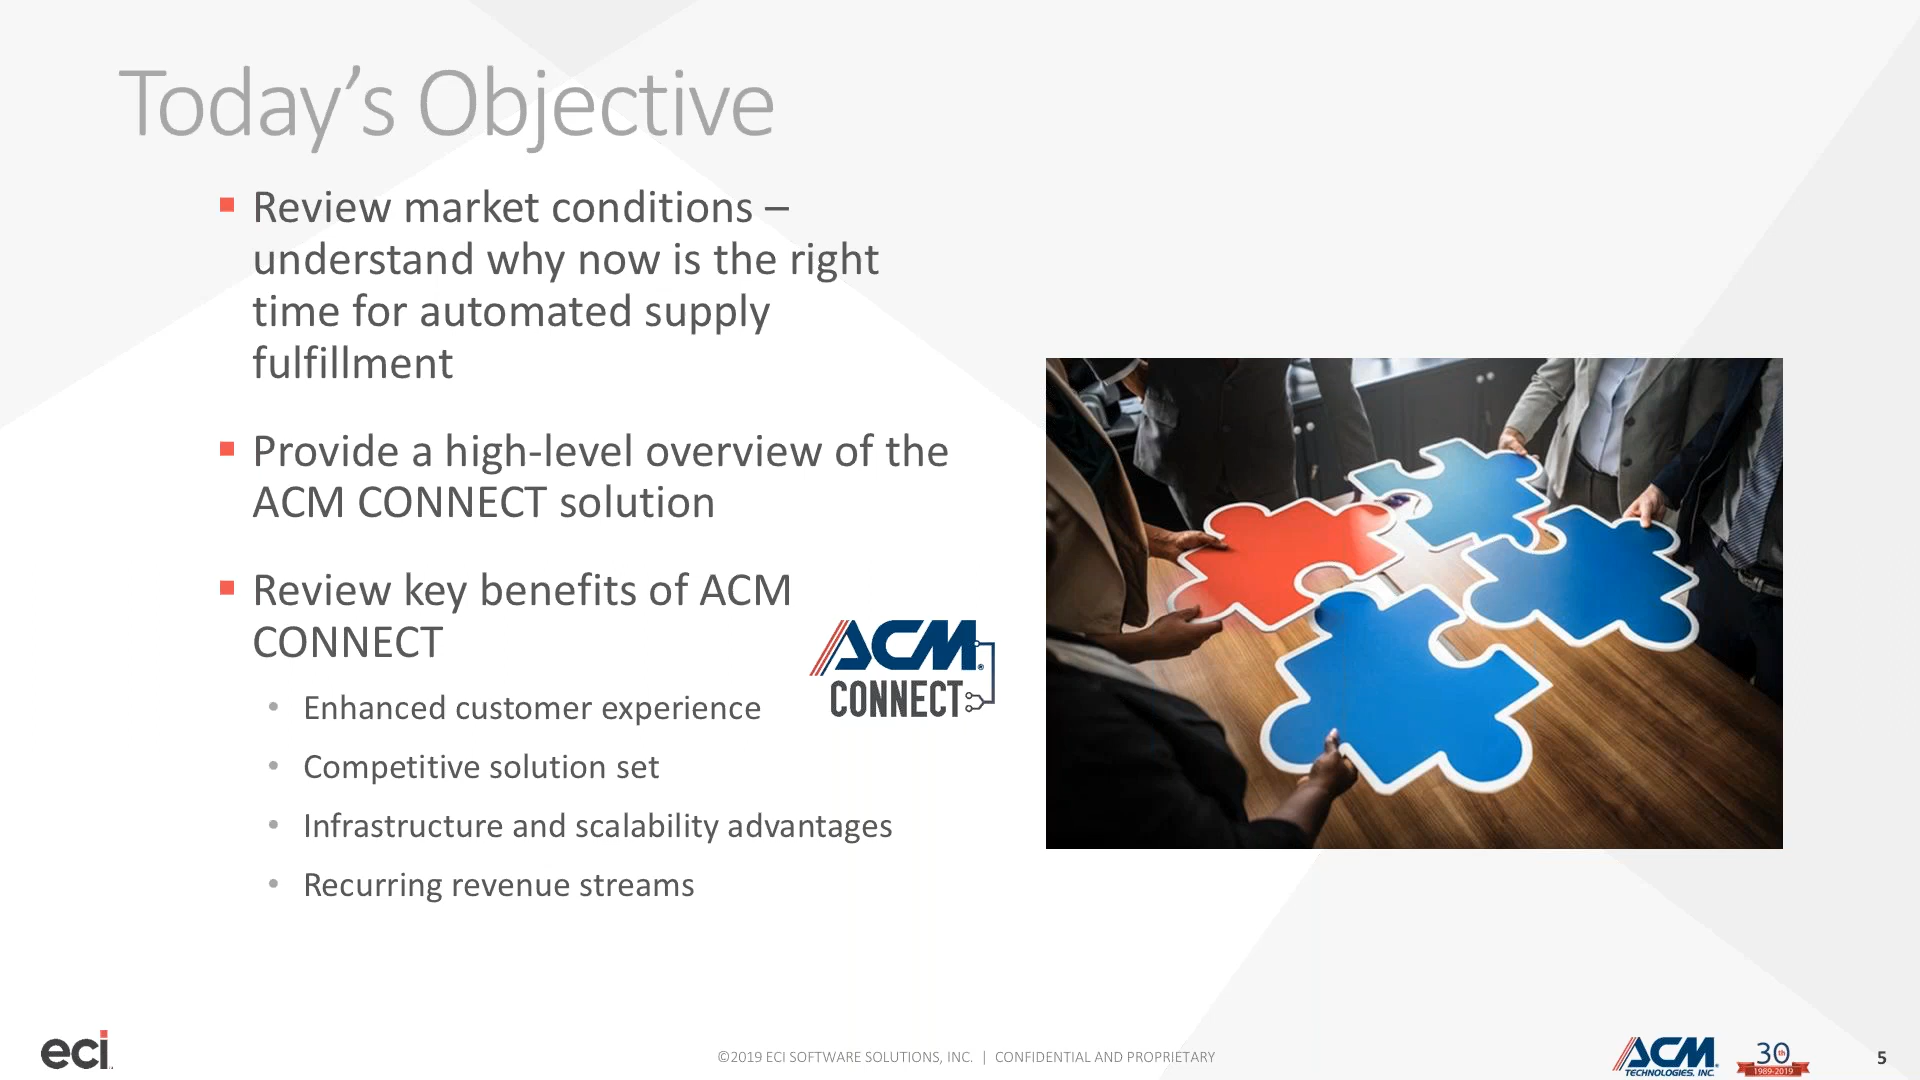 Today’s Objective
Review market conditions –
understand why now is the right
time for automated supply
fulfillment
Provide a high-level overview of the
ACM CONNECT solution
Review key benefits of ACM
CONNECT
ACM®
CONNECT
Enhanced customer experience
Competitive solution set
Infrastructure and scalability advantages
Recurring revenue streams
eci
©2019 ECI SOFTWARE SOLUTIONS, INC. | CONFIDENTIAL AND PROPRIETARY
ACM
TECHNOLOGIES, INC.
30th
1989-2019
5